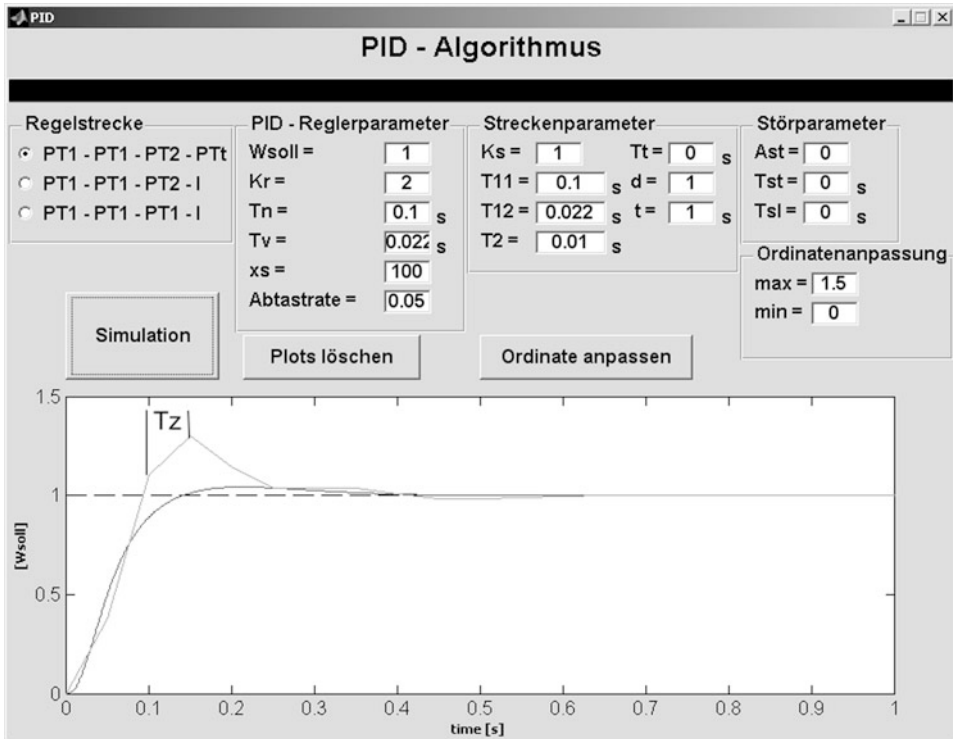 PID
PID - Algorithmus
Regelstrecke
PT1 - PT1 - PT2 - PTt
PT1 - PT1 - PT2 - I
PT1 - PT1 - PT1 - I
PID - Reglerparameter
Wsoll = 1
Kr = 2
Tn = 0.1 s
Tv = 0.022 s
xs = 100
Abtastrate = 0.05
Streckenparameter
Ks = 1 Tt = 0 s
T11 = 0.1 s d = 1
T12 = 0.022 s t = 1 s
T2 = 0.01 s
Störparameter
Ast = 0
Tst = 0 s
Tsl = 0 s
Ordinatenanpassung
max = 1.5
min = 0
Simulation
Plots löschen
Ordinate anpassen
Tz
1.5
1
0.5
0
[Wsoll]
0 0.1 0.2 0.3 0.4 0.5 0.6 0.7 0.8 0.9 1
time [s]